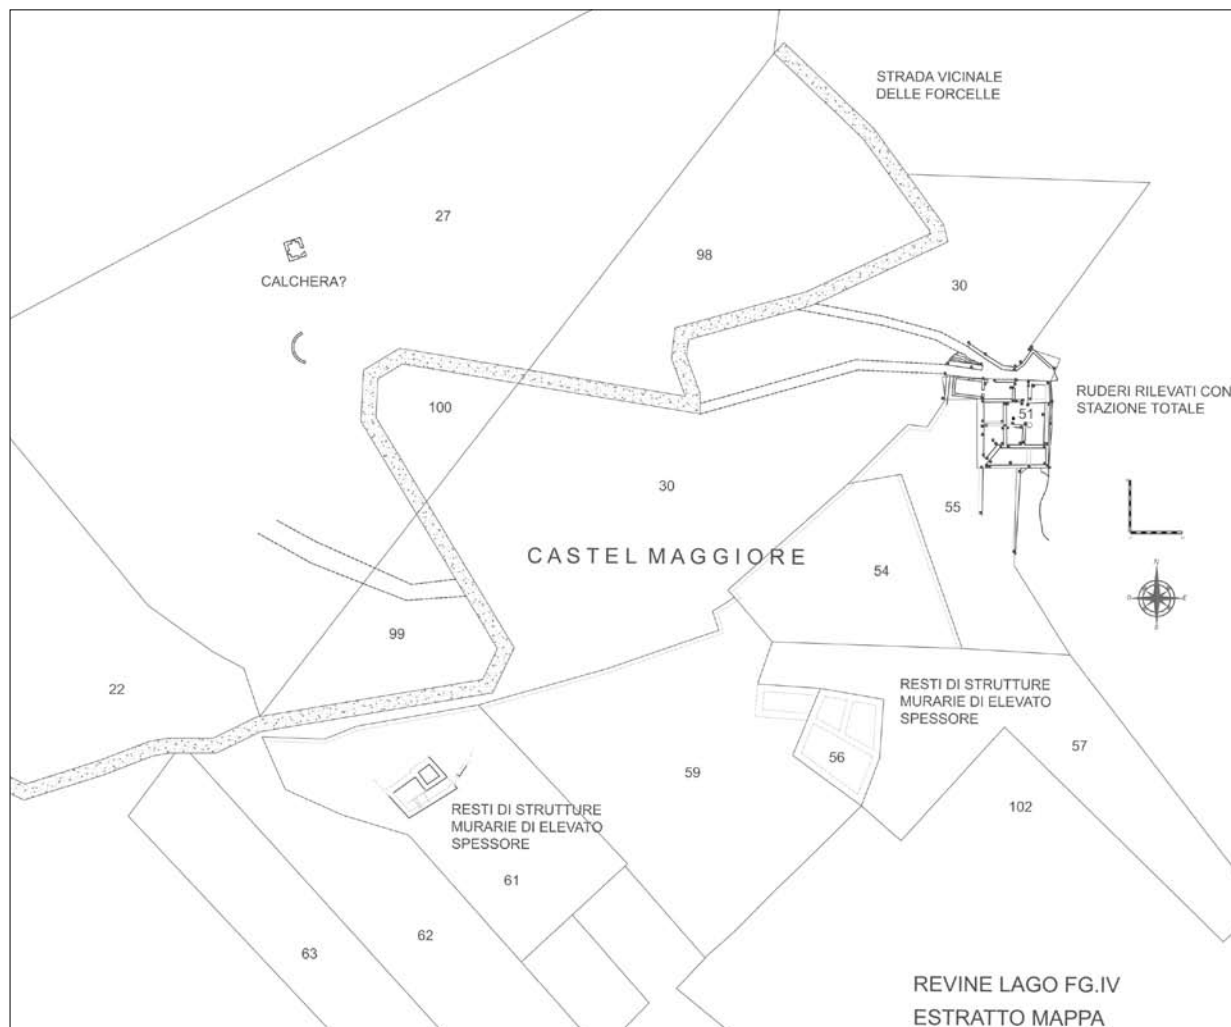 STRADA VICINALE
DELLE FORCELLE
27
98
CALCHERA?
30
RUDERI RILEVATI CON
STAZIONE TOTALE
100
51
30
55
CASTEL MAGGIORE
54
N
99
22
RESTI DI STRUTTURE
MURARIE DI ELEVATO
SPESSORE
57
56
59
102
RESTI DI STRUTTURE
MURARIE DI ELEVATO
SPESSORE
61
62
63
REVINE LAGO FG.IV
ESTRATTO MAPPA